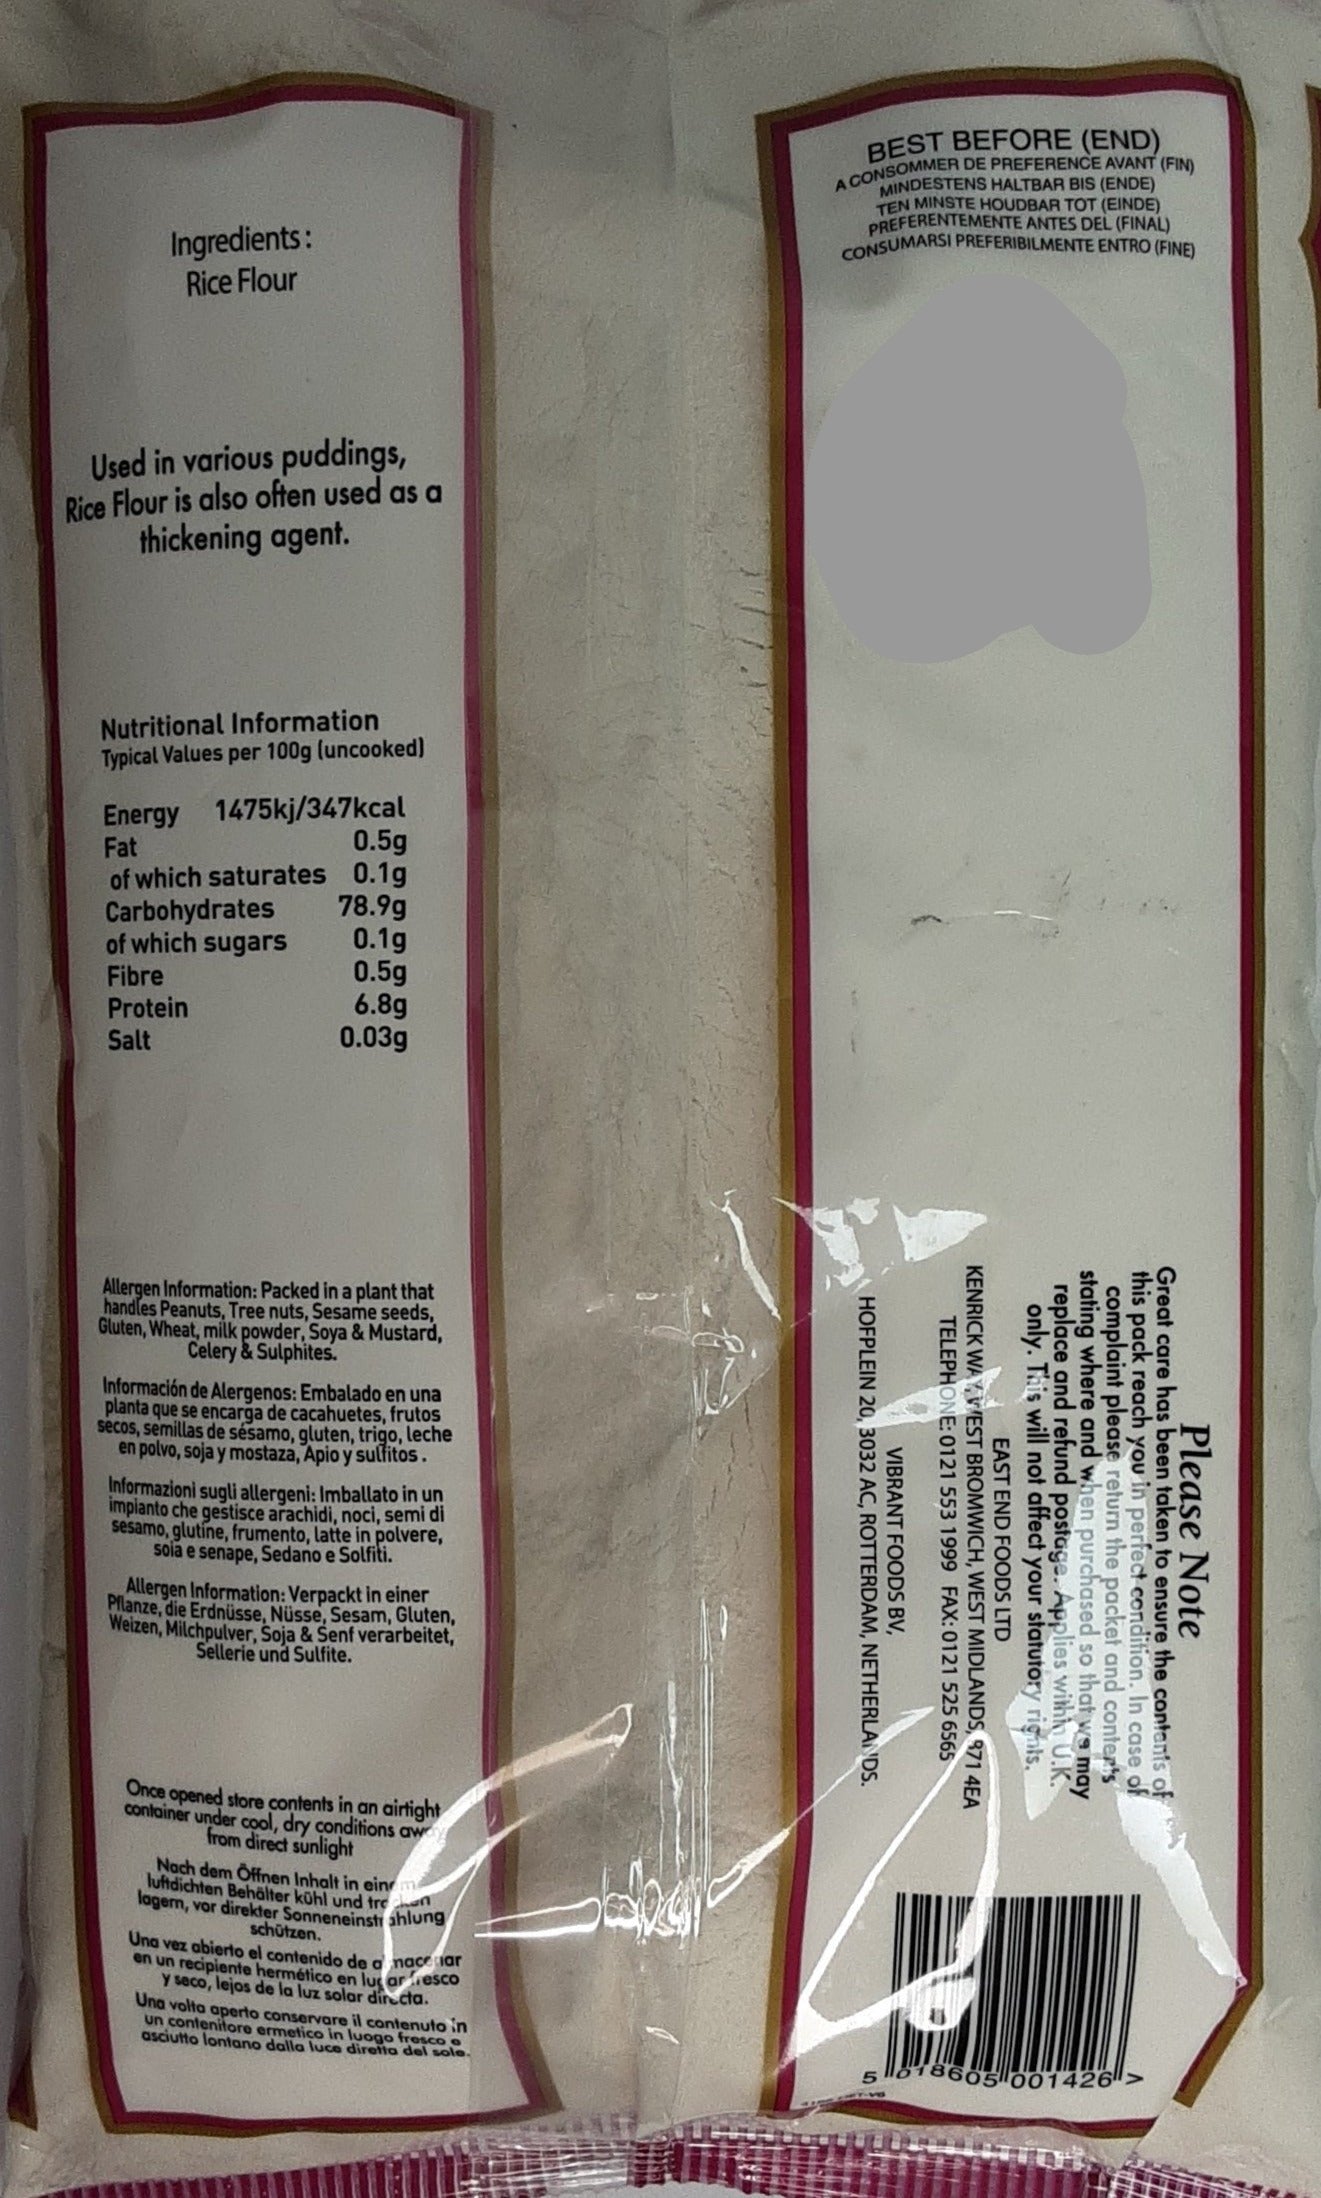 Ingredients:
Rice Flour
Used in various puddings,
Rice Flour is also often used as a
thickening agent.
Nutritional Information
Typical Values per 100g (uncooked)
Energy 1475kj/347kcal
Fat 0.5g
of which saturates 0.1g
Carbohydrates 78.9g
of which sugars 0.1g
Fibre 0.5g
Protein 6.8g
Salt 0.03g
Allergen Information: Packed in a plant that
handles Peanuts, Tree nuts, Sesame seeds,
Gluten, Wheat, milk powder, Soya & Mustard,
Celery & Sulphites.
Información de Alergenos: Embalado en una
planta que se encarga de cacahuetes, frutos
secos, semillas de sésamo, gluten, trigo, leche
en polvo, soja y mostaza, Apio y sulfitos.
Informazioni sugli allergeni: Imballato in un
impianto che gestisce arachidi, noci, semi di
sesamo, glutine, frumento, latte in polvere,
soia e senape, Sedano e Solfiti.
Allergen Information: Verpackt in einer
Pflanze, die Erdnüsse, Nüsse, Sesam, Gluten,
Weizen, Milchpulver, Soja & Senf verarbeitet,
Sellerie und Sulfite.
Once opened store contents in an airtight
container under cool, dry conditions away
from direct sunlight
Nach dem Öffnen Inhalt in einem
luftdichten Behälter kühl und trocken
lagern, vor direkter Sonneneinstrahlung
schützen.
Una vez abierto el contenido de almacenar
en un recipiente hermético en lugar fresco
y seco, lejos de la luz solar directa.
Una volta aperto conservare il contenuto in
un contenitore ermetico in luogo fresco e
asciutto lontano dalla luce diretta del sole.
BEST BEFORE (END)
A CONSOMMER DE PREFERENCE AVANT (FIN)
MINDESTENS HALTBAR BIS (ENDE)
TEN MINSTE HOUDBAR TOT (EINDE)
PREFERENTEMENTE ANTES DEL (FINAL)
CONSUMARSI PREFERIBILMENTE ENTRO (FINE)
Please Note
Great care has been taken to ensure the contents of
this pack reach you in perfect condition. In case of
complaint please return the packet and contents
stating where and when purchased so that we may
replace and refund postage. Applies within U.K.
only. This will not affect your statutory rights.
EAST END FOODS LTD
KENRICK WAY, WEST BROMWICH, WEST MIDLANDS, B71 4EA
TELEPHONE: 0121 553 1999 FAX: 0121 525 6565
VIBRANT FOODS BV,
HOFPLEIN 20, 3032 AC, ROTTERDAM, NETHERLANDS.
5 018605 001426 >